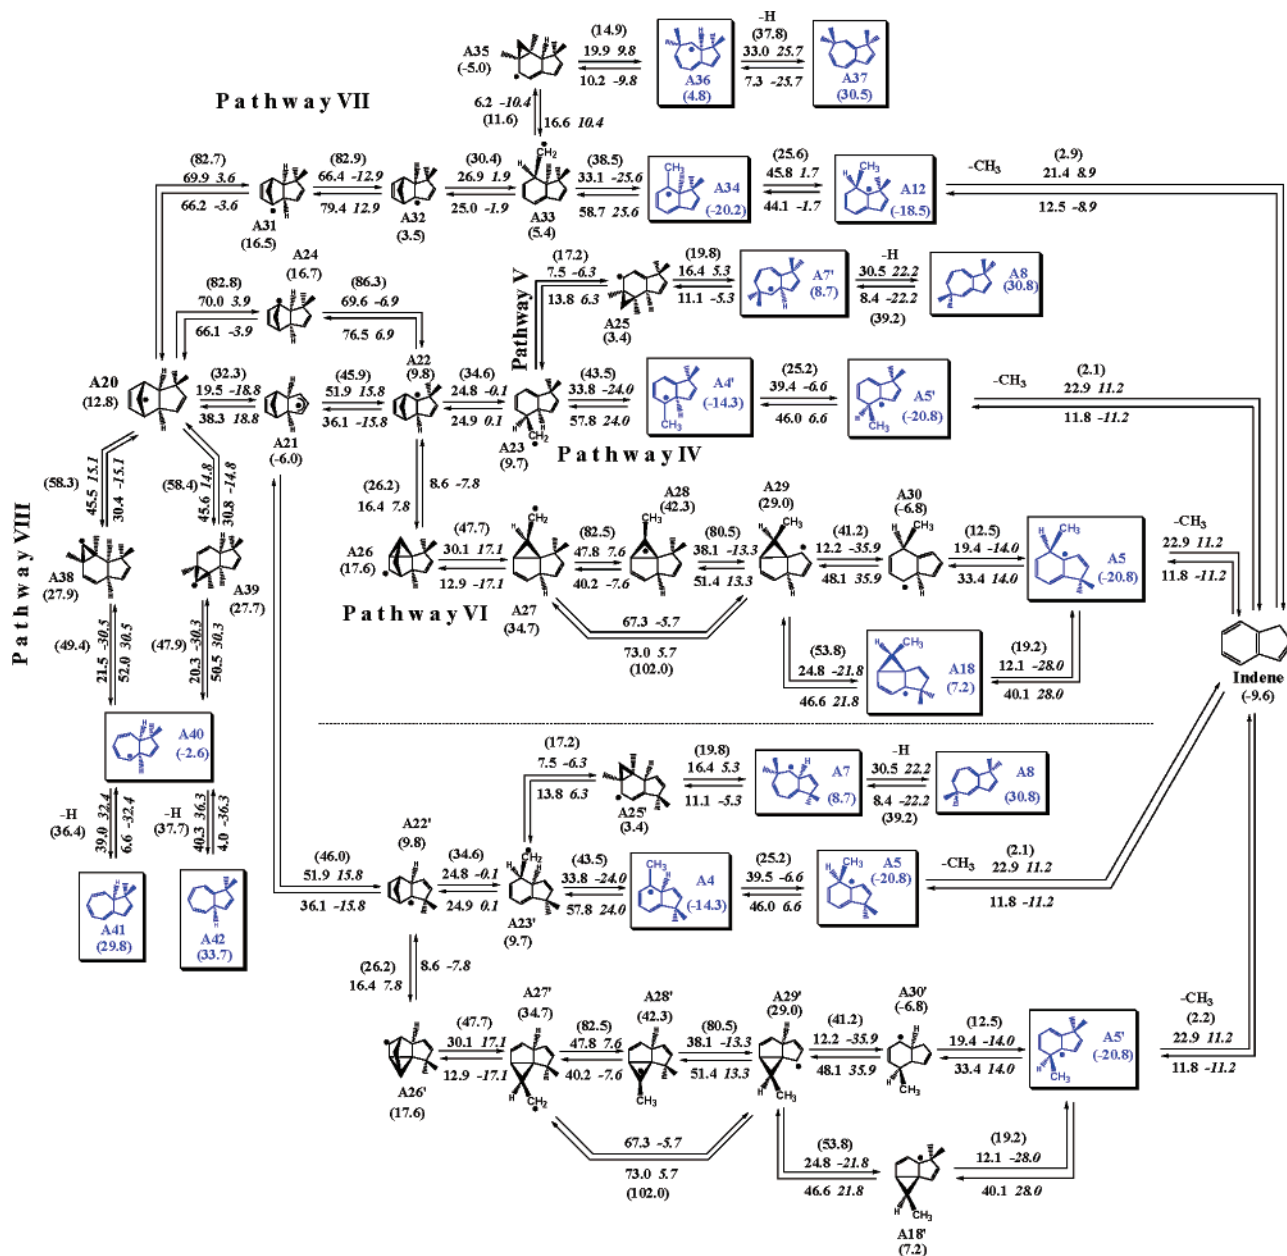 Pathway VII
A35
(-5.0)
(14.9)
19.9 9.8
10.2 -9.8
A36
(4.8)
-H
(37.8)
33.0 25.7
7.3 -25.7
A37
(30.5)
6.2 -10.4
(11.6)
16.6 10.4
(82.7)
69.9 3.6
66.2 -3.6
A31
(16.5)
(82.9)
66.4 -12.9
79.4 12.9
A32
(3.5)
(30.4)
26.9 1.9
25.0 -1.9
CH2
H
A33
(5.4)
(38.5)
33.1 -25.6
58.7 25.6
CH3
A34
(-20.2)
(25.6)
45.8 1.7
44.1 -1.7
H
CH3
A12
(-18.5)
-CH3
(2.9)
21.4 8.9
12.5 -8.9
A24
(16.7)
(82.8)
70.0 3.9
66.1 -3.9
(86.3)
69.6 -6.9
76.5 6.9
Pathway V
(17.2)
7.5 -6.3
13.8 6.3
A25
(3.4)
(19.8)
16.4 5.3
11.1 -5.3
A7'
(8.7)
-H
30.5 22.2
8.4 -22.2
(39.2)
A8
(30.8)
A20
(12.8)
(32.3)
19.5 -18.8
38.3 18.8
A21
(-6.0)
(45.9)
51.9 15.8
36.1 -15.8
A22
(9.8)
(34.6)
24.8 -0.1
24.9 0.1
A23
(9.7)
H
CH2
(43.5)
33.8 -24.0
57.8 24.0
A4'
(-14.3)
CH3
(25.2)
39.4 -6.6
46.0 6.6
A5'
(-20.8)
H
CH3
-CH3
(2.1)
22.9 11.2
11.8 -11.2
Pathway IV
Pathway VIII
(58.3)
45.5 15.1
30.4 -15.1
(58.4)
45.6 14.8
30.8 -14.8
A38
(27.9)
A39
(27.7)
(49.4)
21.5 -30.5
52.0 30.5
(47.9)
20.3 -30.3
50.5 30.3
A40
(-2.6)
-H
(36.4)
39.0 32.4
6.6 -32.4
-H
(37.7)
40.3 36.3
4.0 -36.3
A41
(29.8)
A42
(33.7)
(26.2)
16.4 7.8
8.6 -7.8
A26
(17.6)
Pathway VI
(47.7)
30.1 17.1
12.9 -17.1
CH2
H
A27
(34.7)
(82.5)
47.8 7.6
40.2 -7.6
A28
(42.3)
CH3
(80.5)
38.1 -13.3
51.4 13.3
A29
(29.0)
CH3
H
67.3 -5.7
73.0 5.7
(102.0)
(41.2)
12.2 -35.9
48.1 35.9
A30
(-6.8)
CH3
H
(12.5)
19.4 -14.0
33.4 14.0
CH3
H
A5
(-20.8)
-CH3
22.9 11.2
11.8 -11.2
(53.8)
24.8 -21.8
46.6 21.8
CH3
H
A18
(7.2)
(19.2)
12.1 -28.0
40.1 28.0
Indene
(-9.6)
(17.2)
7.5 -6.3
13.8 6.3
A25'
(3.4)
(19.8)
16.4 5.3
11.1 -5.3
A7
(8.7)
-H
30.5 22.2
8.4 -22.2
(39.2)
A8
(30.8)
(46.0)
51.9 15.8
36.1 -15.8
A22'
(9.8)
(34.6)
24.8 -0.1
24.9 0.1
CH2
H
A23'
(9.7)
(43.5)
33.8 -24.0
57.8 24.0
CH3
A4
(-14.3)
(25.2)
39.5 -6.6
46.0 6.6
CH3
H
A5
(-20.8)
-CH3
(2.1)
22.9 11.2
11.8 -11.2
(26.2)
16.4 7.8
8.6 -7.8
A26'
(17.6)
(47.7)
30.1 17.1
12.9 -17.1
A27'
(34.7)
H
CH2
(82.5)
47.8 7.6
40.2 -7.6
A28'
(42.3)
CH3
(80.5)
38.1 -13.3
51.4 13.3
A29'
(29.0)
H
CH3
67.3 -5.7
73.0 5.7
(102.0)
(41.2)
12.2 -35.9
48.1 35.9
A30'
(-6.8)
H
CH3
(12.5)
19.4 -14.0
33.4 14.0
A5'
(-20.8)
H
CH3
-CH3
(2.2)
22.9 11.2
11.8 -11.2
(53.8)
24.8 -21.8
46.6 21.8
H
CH3
A18'
(7.2)
(19.2)
12.1 -28.0
40.1 28.0